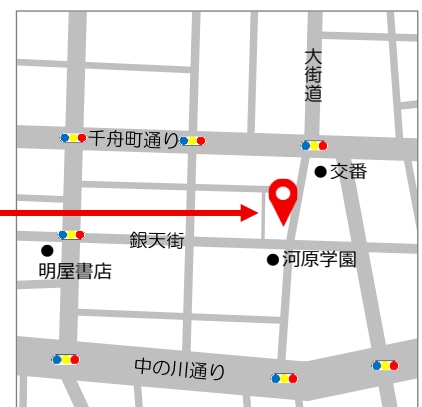 大街道
千舟町通り
交番
銀天街
河原学園
明屋書店
中の川通り